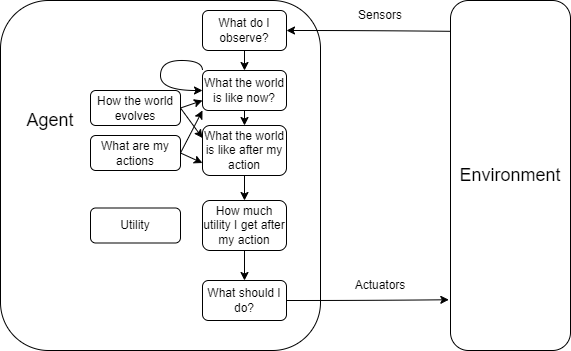 What do I
observe?
Sensors
What the world
is like now?
How the world
evolves
Agent
What are my
actions
What the world
is like after my
action
Environment
Utility
How much
utility I get after
my action
What should I
do?
Actuators